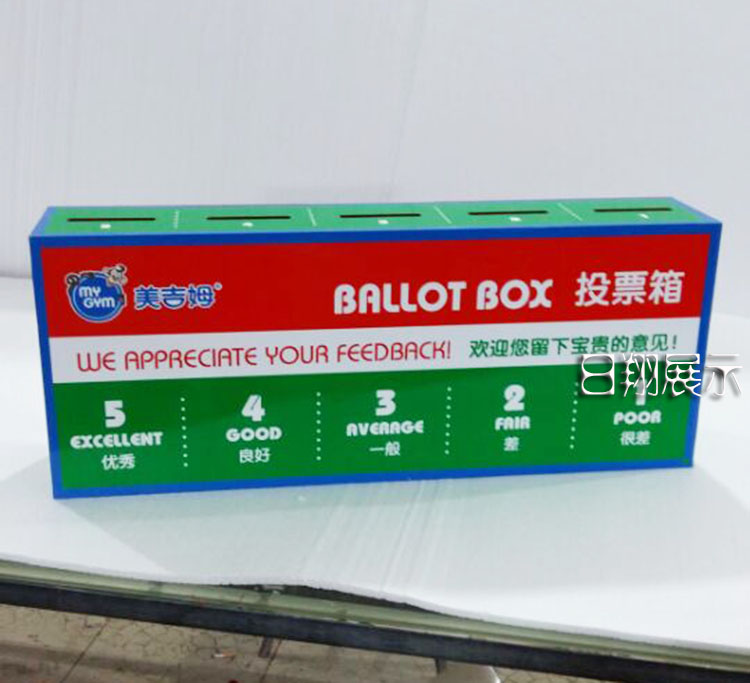 MY GYM 美吉姆®
BALLOT BOX 投票箱
WE APPRECIATE YOUR FEEDBACK! 欢迎您留下宝贵的意见!
日翔展示
5 4 3 2 1
EXCELLENT GOOD AVERAGE FAIR POOR
优秀 良好 一般 差 很差